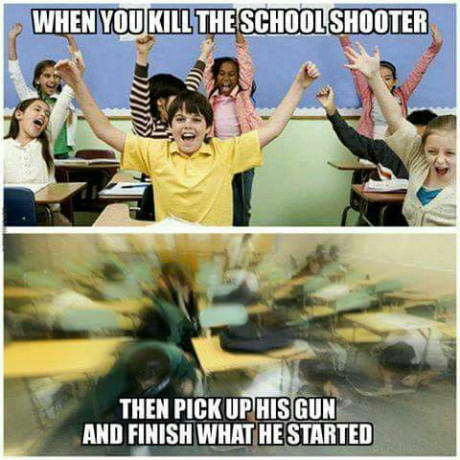 WHEN YOU KILL THE SCHOOL SHOOTER
THEN PICK UP HIS GUN
AND FINISH WHAT HE STARTED